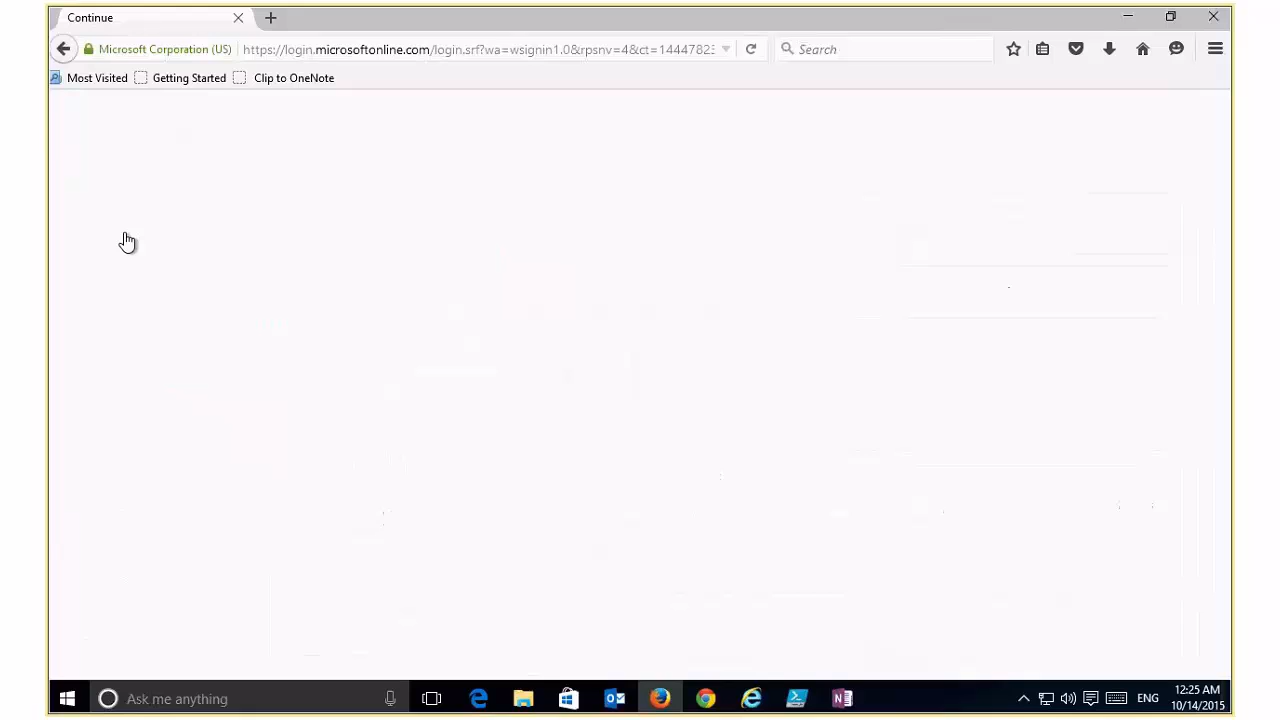 Continue
Microsoft Corporation (US)
https://login.microsoftonline.com/login.srf?wa=wsignin1.0&rpsnv=4&ct=14447823
Search
Most Visited
Getting Started
Clip to OneNote
Ask me anything
ENG
12:25 AM
10/14/2015